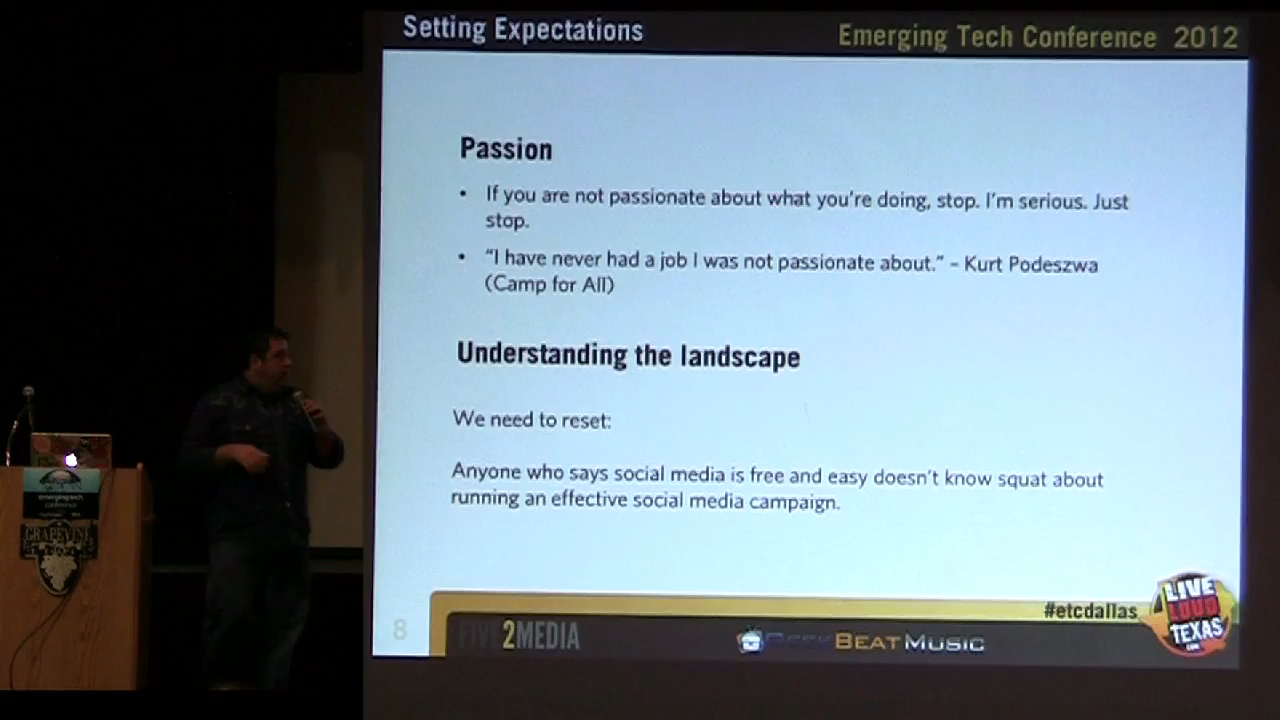 Setting Expectations
Emerging Tech Conference 2012
Passion
• If you are not passionate about what you're doing, stop. I'm serious. Just
stop.
• “I have never had a job I was not passionate about.” – Kurt Podeszwa
(Camp for All)
Understanding the landscape
We need to reset:
Anyone who says social media is free and easy doesn't know squat about
running an effective social media campaign.
#etcdallas
LIVE
LOUD
TEXAS
8
FIVE2MEDIA
GEEKBEATMUSIC
emerging tech
conference
GRAPEVINE